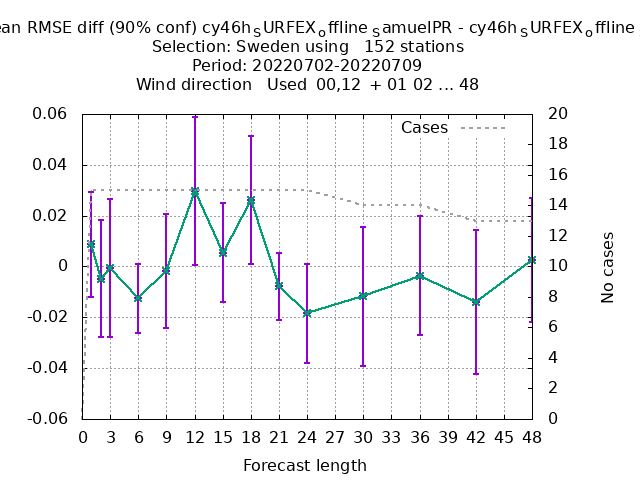 ean RMSE diff (90% conf) cy46h_SURFEX_offline_SamuelPR - cy46h_SURFEX_offline
Selection: Sweden using 152 stations
Period: 20220702-20220709
Wind direction Used 00,12 + 01 02 ... 48
Cases
0.06
0.04
0.02
0
-0.02
-0.04
-0.06
20
18
16
14
12
10
8
6
4
2
0
No cases
0 3 6 9 12 15 18 21 24 27 30 33 36 39 42 45 48
Forecast length